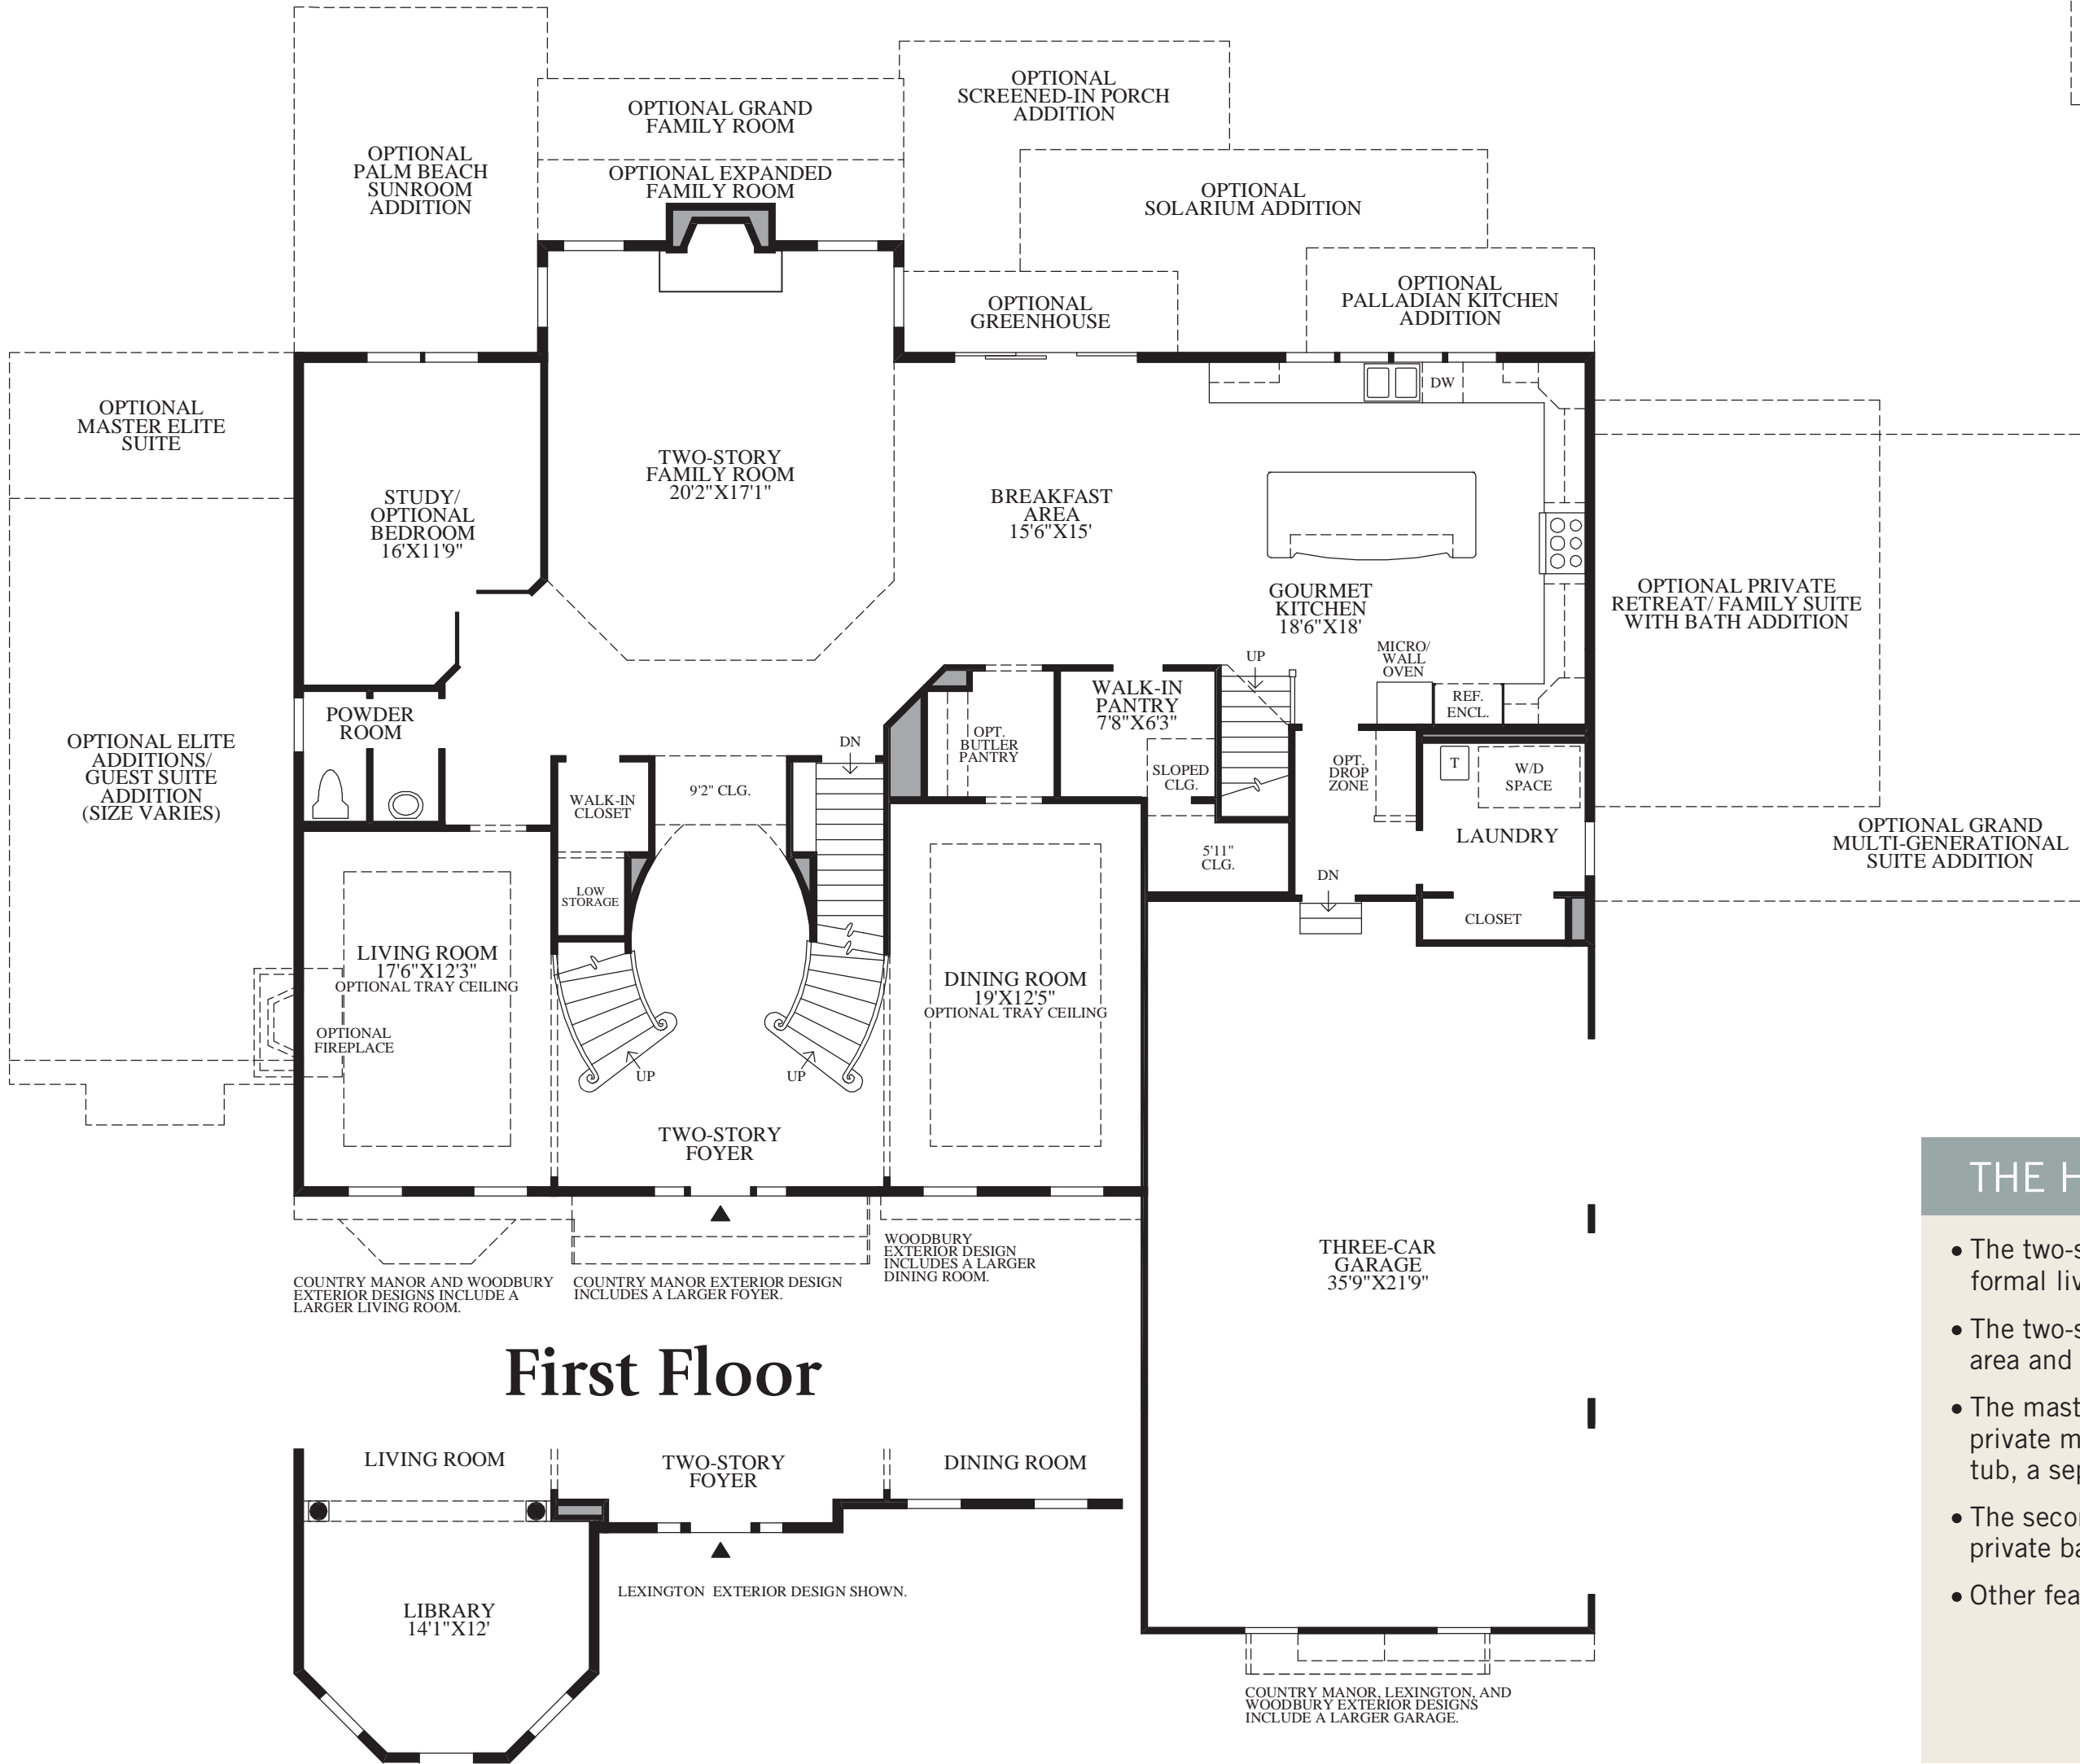 OPTIONAL
PALM BEACH
SUNROOM
ADDITION
OPTIONAL GRAND
FAMILY ROOM
OPTIONAL EXPANDED
FAMILY ROOM
OPTIONAL
SCREENED-IN PORCH
ADDITION
OPTIONAL
SOLARIUM ADDITION
OPTIONAL
GREENHOUSE
OPTIONAL
PALLADIAN KITCHEN
ADDITION
OPTIONAL
MASTER ELITE
SUITE
STUDY/
OPTIONAL
BEDROOM
16'X11'9"
TWO-STORY
FAMILY ROOM
20'2"X17'1"
BREAKFAST
AREA
15'6"X15'
DW
GOURMET
KITCHEN
18'6"X18'
MICRO/
WALL
OVEN
REF.
ENCL.
OPTIONAL PRIVATE
RETREAT/ FAMILY SUITE
WITH BATH ADDITION
OPTIONAL ELITE
ADDITIONS/
GUEST SUITE
ADDITION
(SIZE VARIES)
POWDER
ROOM
WALK-IN
CLOSET
9'2" CLG.
DN
OPT.
BUTLER
PANTRY
WALK-IN
PANTRY
7'8"X6'3"
SLOPED
CLG.
UP
OPT.
DROP
ZONE
T
W/D
SPACE
LAUNDRY
5'11"
CLG.
DN
CLOSET
OPTIONAL GRAND
MULTI-GENERATIONAL
SUITE ADDITION
LOW
STORAGE
LIVING ROOM
17'6"X12'3"
OPTIONAL TRAY CEILING
OPTIONAL
FIREPLACE
UP
UP
DINING ROOM
19'X12'5"
OPTIONAL TRAY CEILING
TWO-STORY
FOYER
THREE-CAR
GARAGE
35'9"X21'9"
COUNTRY MANOR AND WOODBURY
EXTERIOR DESIGNS INCLUDE A
LARGER LIVING ROOM.
COUNTRY MANOR EXTERIOR DESIGN
INCLUDES A LARGER FOYER.
WOODBURY
EXTERIOR DESIGN
INCLUDES A LARGER
DINING ROOM.
First Floor
LIVING ROOM
TWO-STORY
FOYER
DINING ROOM
LEXINGTON EXTERIOR DESIGN SHOWN.
LIBRARY
14'1"X12'
COUNTRY MANOR, LEXINGTON, AND
WOODBURY EXTERIOR DESIGNS
INCLUDE A LARGER GARAGE.
THE H
• The two-s
formal liv
• The two-s
area and
• The mast
private m
tub, a sep
• The secon
private ba
• Other fea